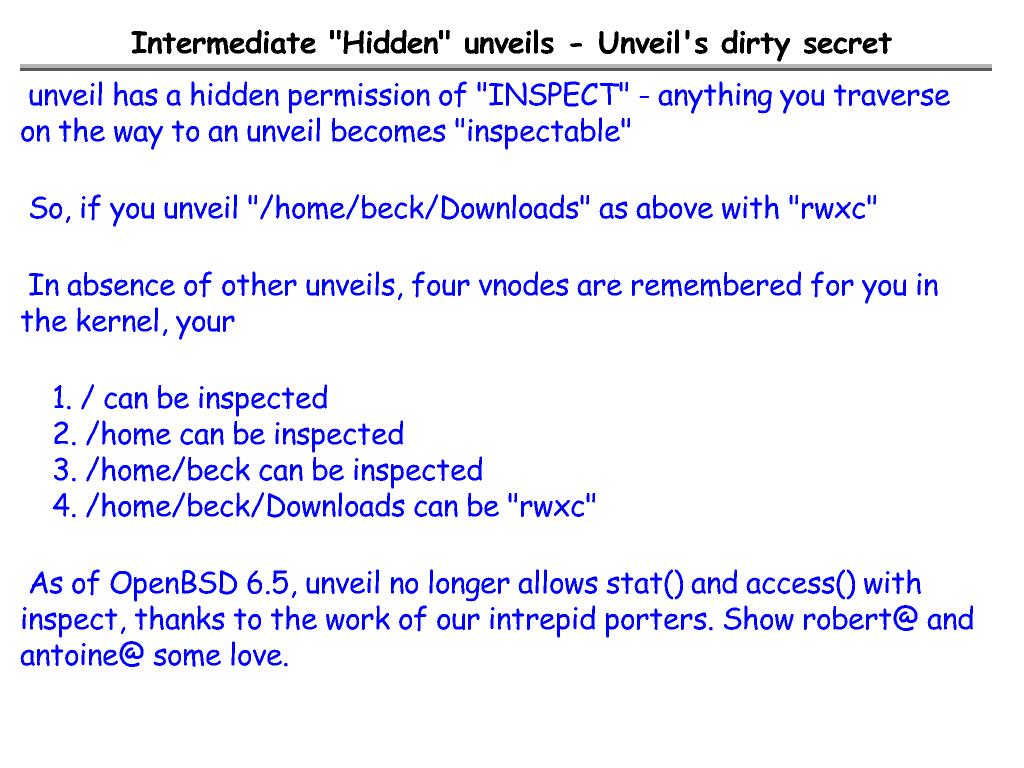 Intermediate "Hidden" unveils - Unveil's dirty secret
unveil has a hidden permission of "INSPECT" - anything you traverse
on the way to an unveil becomes "inspectable"
So, if you unveil "/home/beck/Downloads" as above with "rwxc"
In absence of other unveils, four vnodes are remembered for you in
the kernel, your
1. / can be inspected
2. /home can be inspected
3. /home/beck can be inspected
4. /home/beck/Downloads can be "rwxc"
As of OpenBSD 6.5, unveil no longer allows stat() and access() with
inspect, thanks to the work of our intrepid porters. Show robert@ and
antoine@ some love.